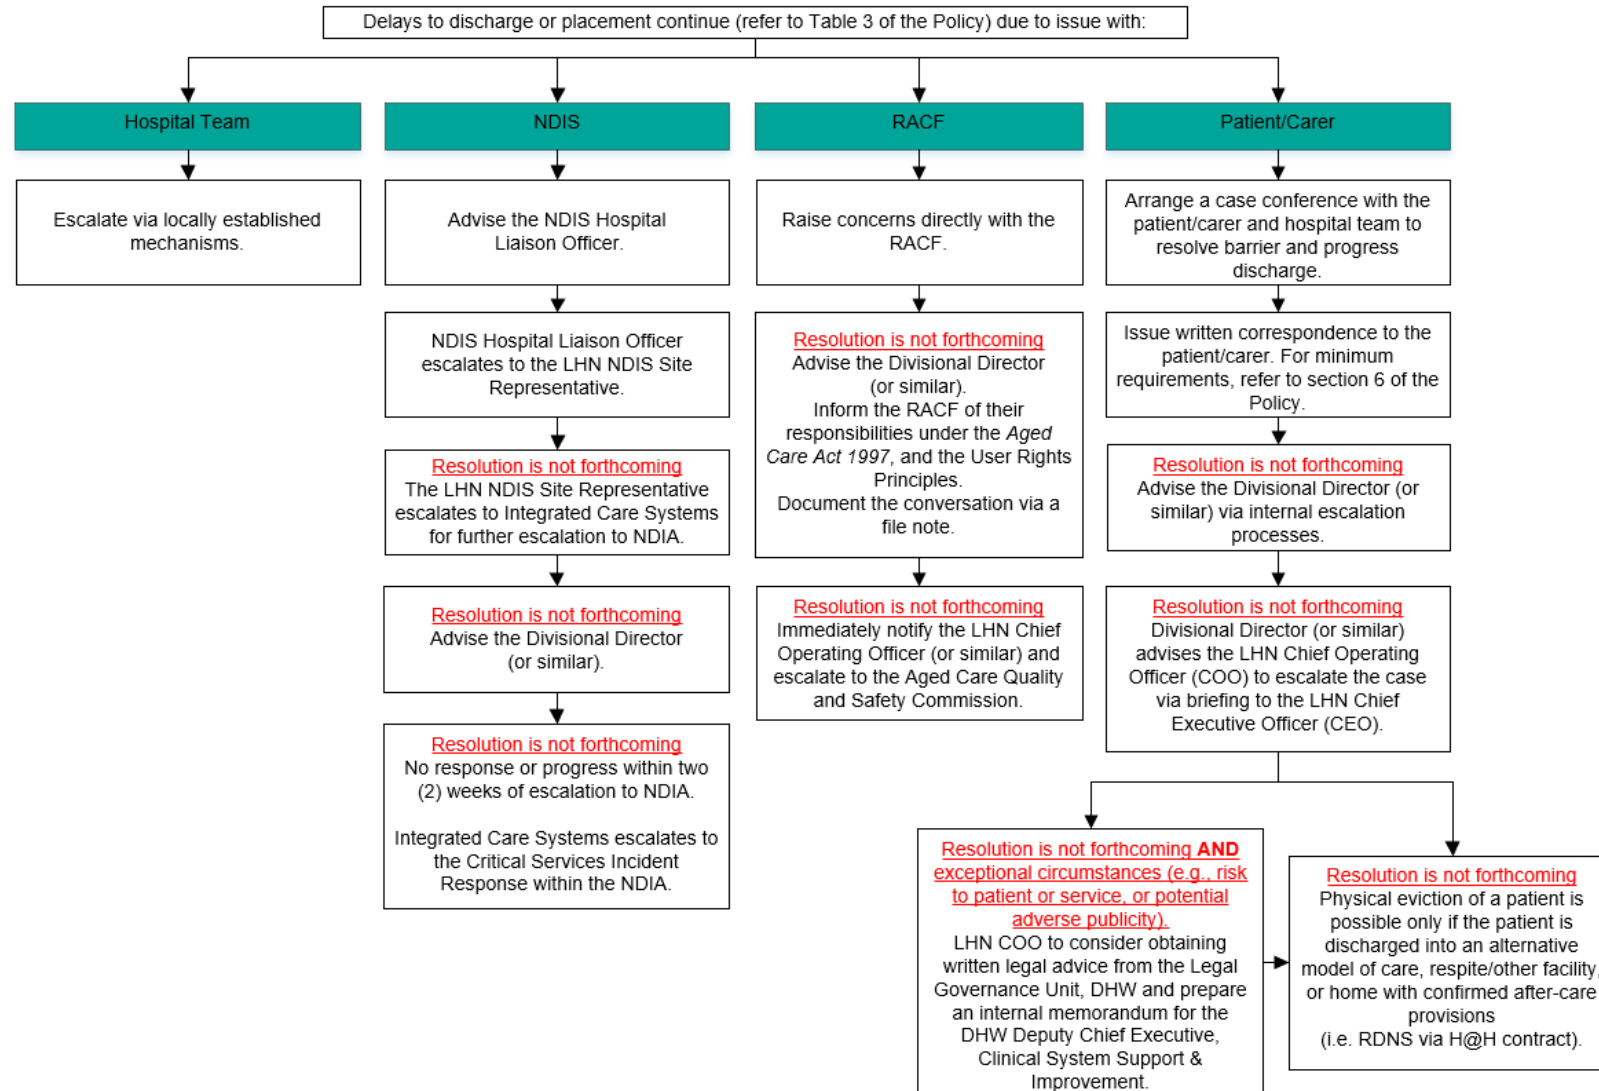 Delays to discharge or placement continue (refer to Table 3 of the Policy) due to issue with:
Hospital Team
Escalate via locally established
mechanisms.
NDIS
Advise the NDIS Hospital
Liaison Officer.
NDIS Hospital Liaison Officer
escalates to the LHN NDIS Site
Representative.
Resolution is not forthcoming
The LHN NDIS Site Representative
escalates to Integrated Care Systems
for further escalation to NDIA.
Resolution is not forthcoming
Advise the Divisional Director
(or similar).
Resolution is not forthcoming
No response or progress within two
(2) weeks of escalation to NDIA.
Integrated Care Systems escalates to
the Critical Services Incident
Response within the NDIA.
RACF
Raise concerns directly with the
RACF.
Resolution is not forthcoming
Advise the Divisional Director
(or similar).
Inform the RACF of their
responsibilities under the Aged
Care Act 1997, and the User Rights
Principles.
Document the conversation via a
file note.
Resolution is not forthcoming
Immediately notify the LHN Chief
Operating Officer (or similar) and
escalate to the Aged Care Quality
and Safety Commission.
Patient/Carer
Arrange a case conference with the
patient/carer and hospital team to
resolve barrier and progress
discharge.
Issue written correspondence to the
patient/carer. For minimum
requirements, refer to section 6 of the
Policy.
Resolution is not forthcoming
Advise the Divisional Director (or
similar) via internal escalation
processes.
Resolution is not forthcoming
Divisional Director (or similar)
advises the LHN Chief Operating
Officer (COO) to escalate the case
via briefing to the LHN Chief
Executive Officer (CEO).
Resolution is not forthcoming AND
exceptional circumstances (e.g., risk
to patient or service, or potential
adverse publicity).
LHN COO to consider obtaining
written legal advice from the Legal
Governance Unit, DHW and prepare
an internal memorandum for the
DHW Deputy Chief Executive,
Clinical System Support &
Improvement.
Resolution is not forthcoming
Physical eviction of a patient is
possible only if the patient is
discharged into an alternative
model of care, respite/other facility,
or home with confirmed after-care
provisions
(i.e. RDNS via H@H contract).